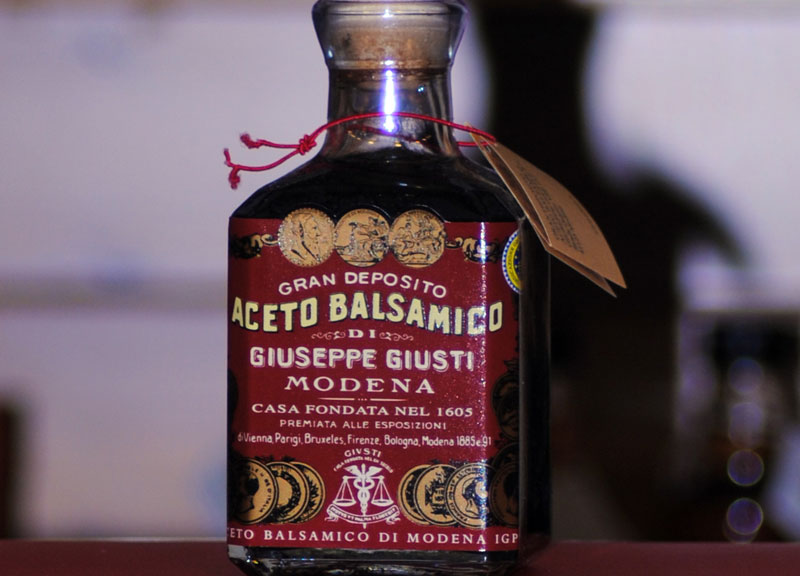 GRAN DEPOSITO
ACETO BALSAMICO
DI
GIUSEPPE GIUSTI
MODENA
CASA FONDATA NEL 1605
PREMIATA ALLE ESPOSIZIONI
di Vienna, Parigi, Bruxeles, Firenze, Bologna, Modena 1885 e 91
GIVSTI
CETO BALSAMICO DI MODENA IGP